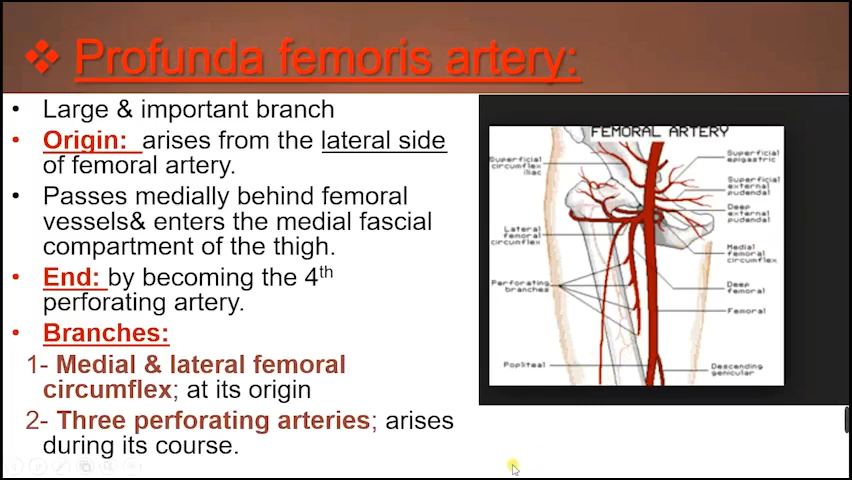 ❖ Profunda femoris artery:
• Large & important branch
• Origin: arises from the lateral side
of femoral artery.
• Passes medially behind femoral
vessels& enters the medial fascial
compartment of the thigh.
• End: by becoming the 4th
perforating artery.
• Branches:
1- Medial & lateral femoral
circumflex; at its origin
2- Three perforating arteries; arises
during its course.
FEMORAL ARTERY
Superficial
circumflex
iliac
Lateral
femoral
circumflex
Perforating
branches
Popliteal
Superficial
epigastric
Superficial
external
pudendal
Deep
external
pudendal
Medial
femoral
circumflex
Deep
femoral
Femoral
Descending
genicular